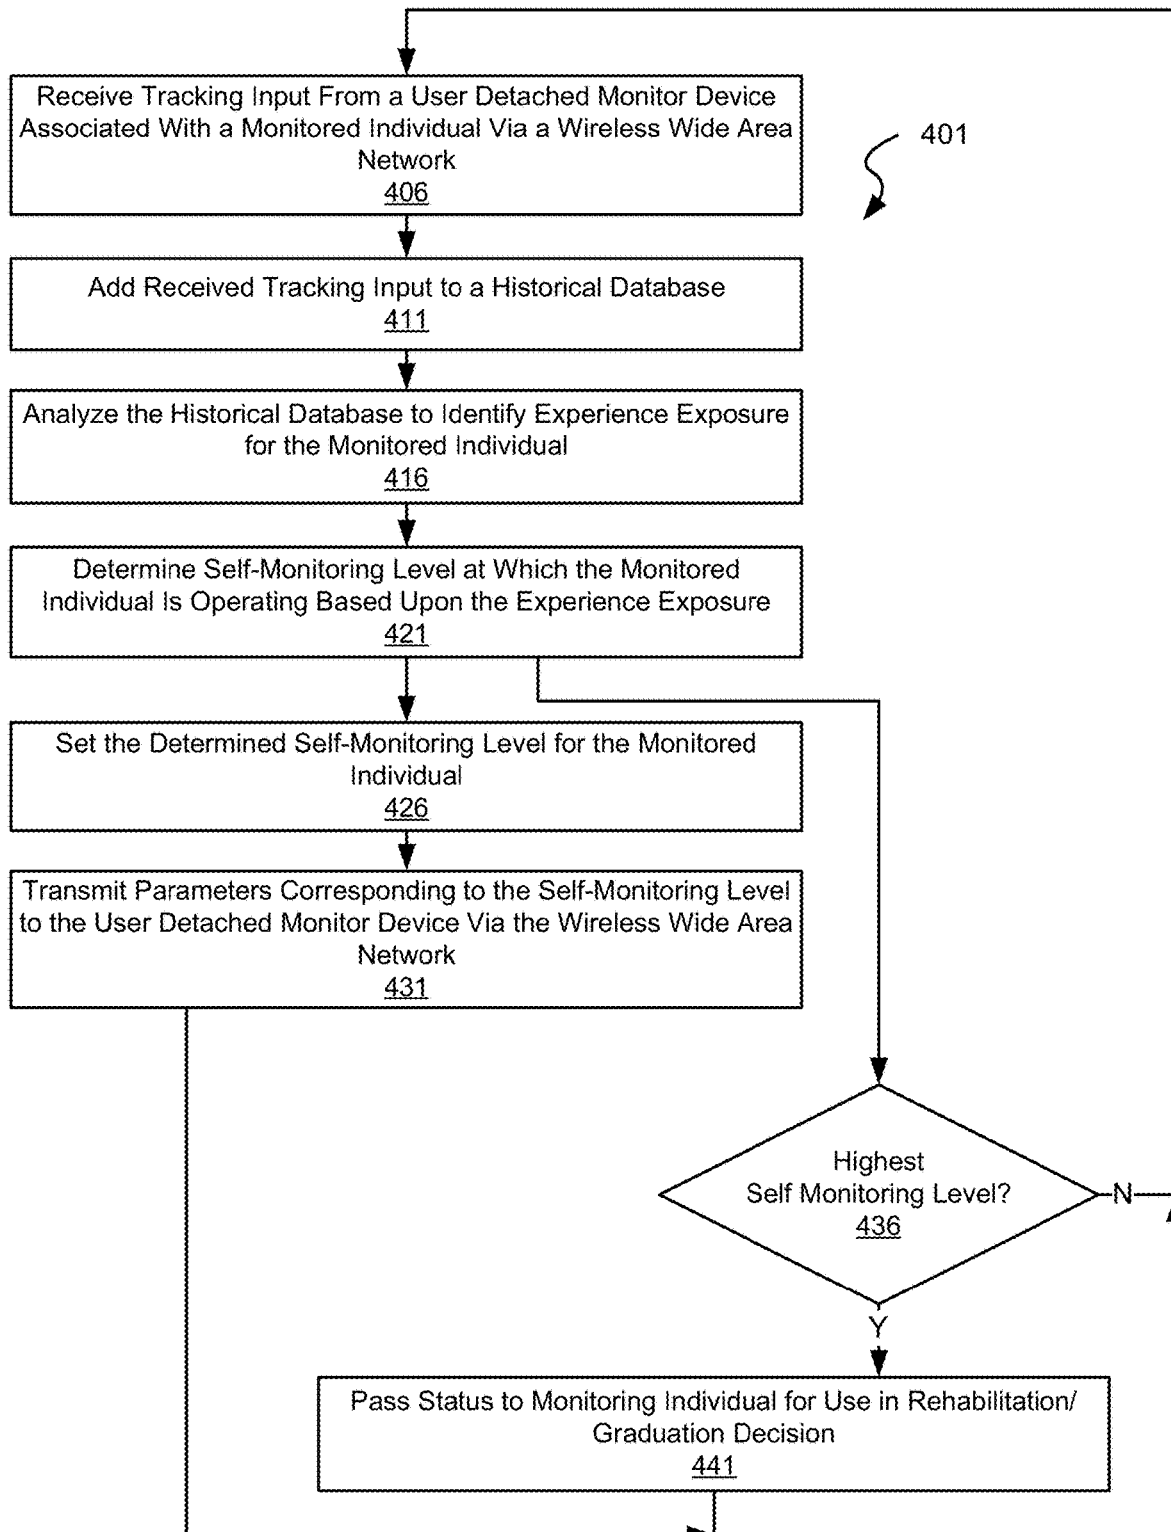 Receive Tracking Input From a User Detached Monitor Device
Associated With a Monitored Individual Via a Wireless Wide Area
Network
406
401
Add Received Tracking Input to a Historical Database
411
Analyze the Historical Database to Identify Experience Exposure
for the Monitored Individual
416
Determine Self-Monitoring Level at Which the Monitored
Individual Is Operating Based Upon the Experience Exposure
421
Set the Determined Self-Monitoring Level for the Monitored
Individual
426
Transmit Parameters Corresponding to the Self-Monitoring Level
to the User Detached Monitor Device Via the Wireless Wide Area
Network
431
Highest
Self Monitoring Level?
436
N
Y
Pass Status to Monitoring Individual for Use in Rehabilitation/
Graduation Decision
441